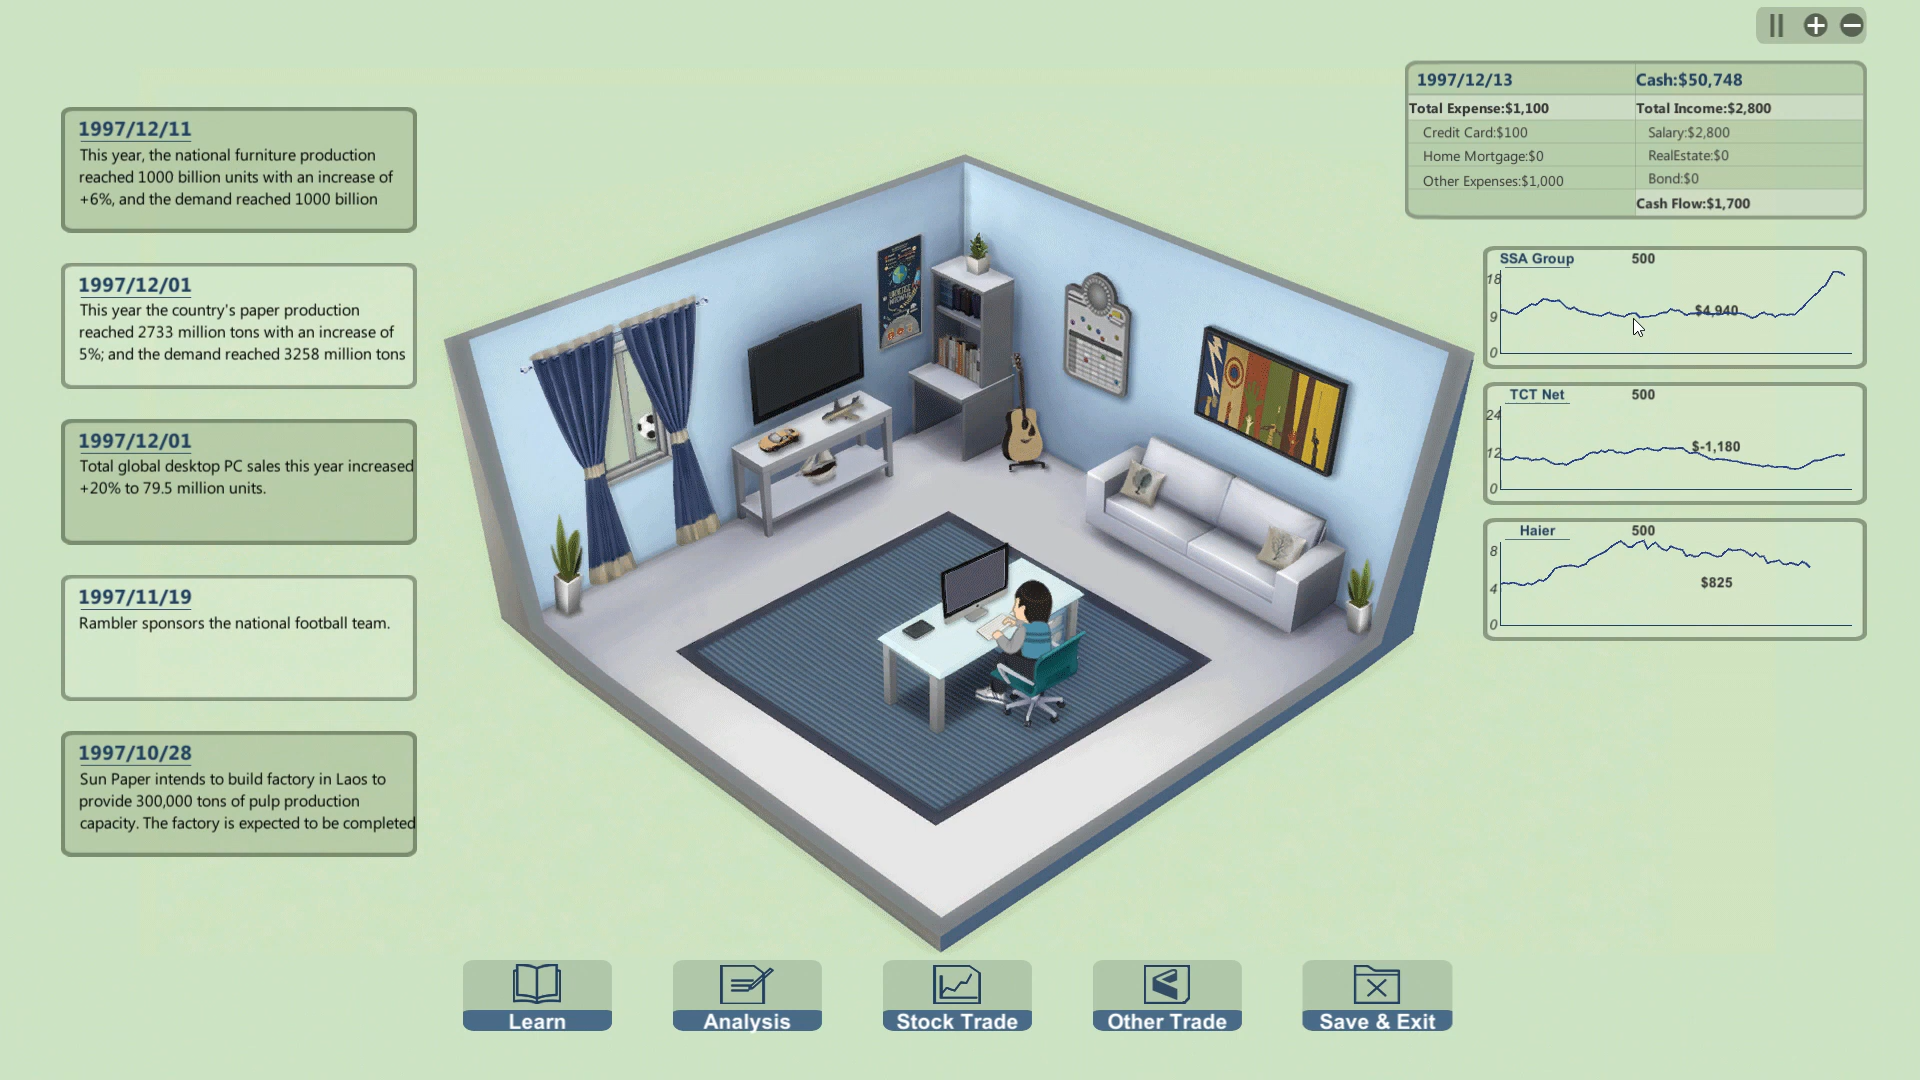 1997/12/13
Cash:$50,748
Total Expense:$1,100
Total Income:$2,800
Credit Card:$100
Salary:$2,800
Home Mortgage:$0
RealEstate:$0
Other Expenses:$1,000
Bond:$0
Cash Flow:$1,700
1997/12/11
This year, the national furniture production
reached 1000 billion units with an increase of
+6%, and the demand reached 1000 billion
1997/12/01
This year the country's paper production
reached 2733 million tons with an increase of
5%; and the demand reached 3258 million tons
1997/12/01
Total global desktop PC sales this year increased
+20% to 79.5 million units.
1997/11/19
Rambler sponsors the national football team.
1997/10/28
Sun Paper intends to build factory in Laos to
provide 300,000 tons of pulp production
capacity. The factory is expected to be completed
SSA Group
500
18
9
0
$4,940
TCT Net
500
24
12
0
$-1,180
Haier
500
8
4
0
$825
Learn
Analysis
Stock Trade
Other Trade
Save & Exit